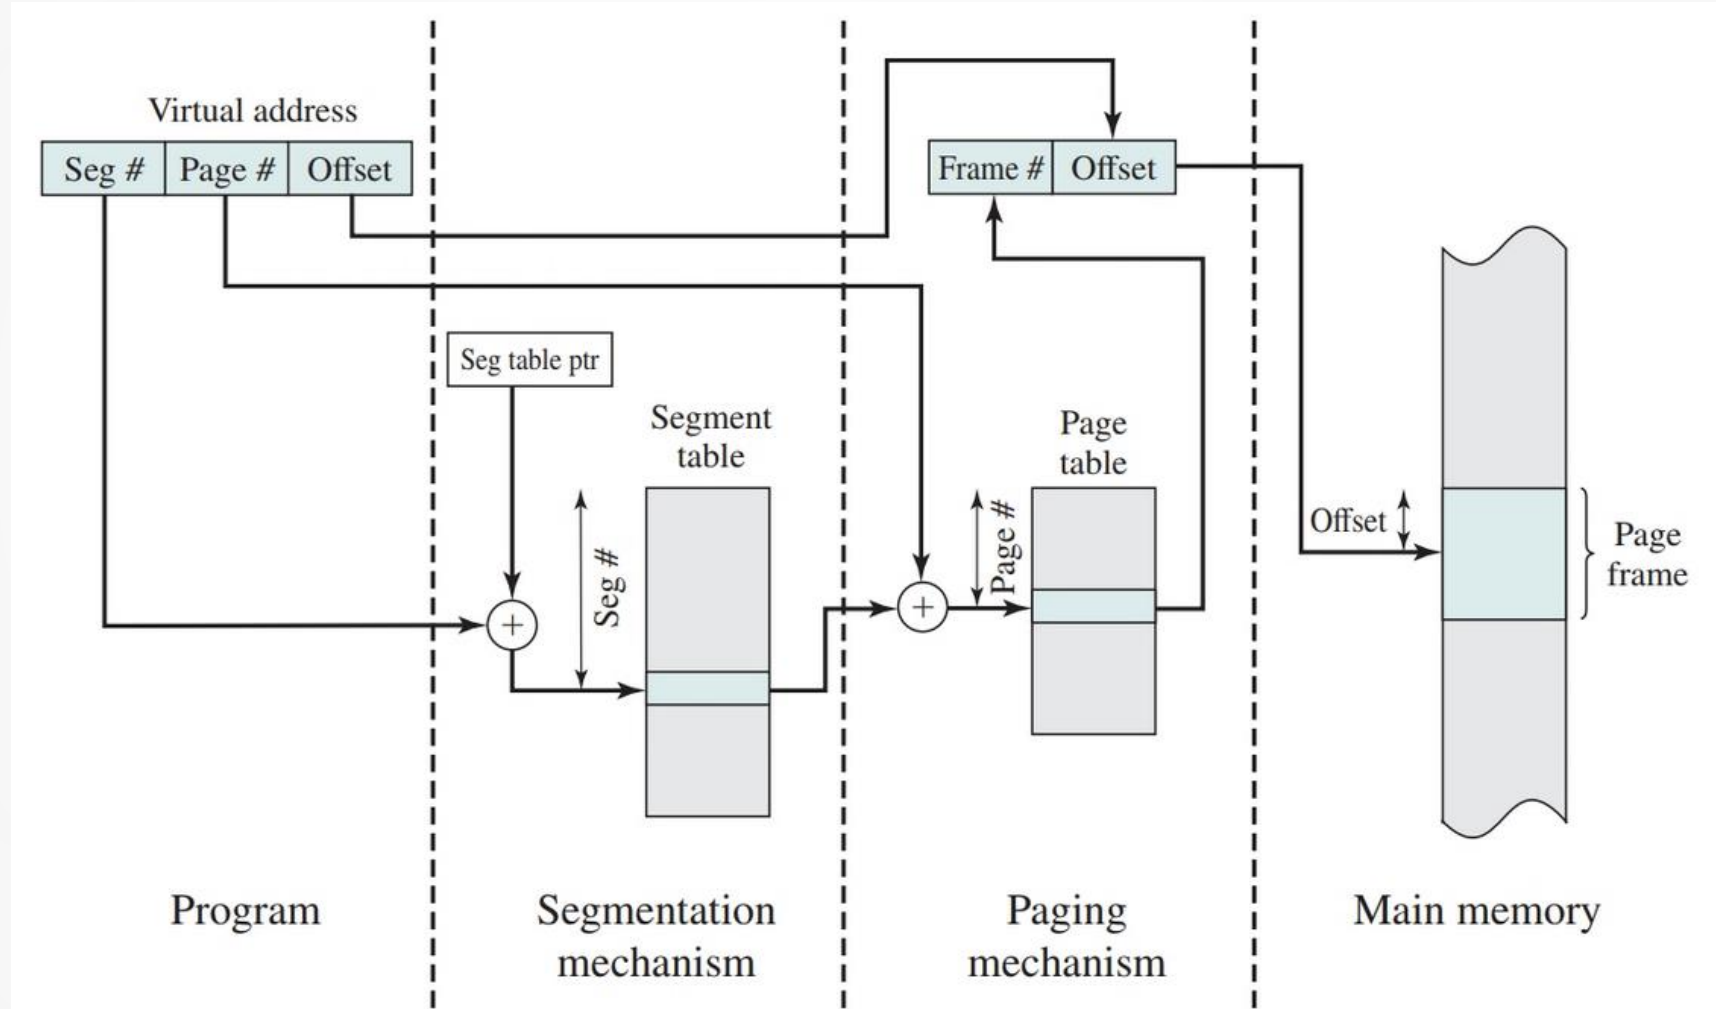 Virtual address
Seg # Page # Offset
Frame # Offset
Seg table ptr
Segment
table
Page
table
Seg #
Page #
Offset
Page
frame
+
+
Program
Segmentation
mechanism
Paging
mechanism
Main memory